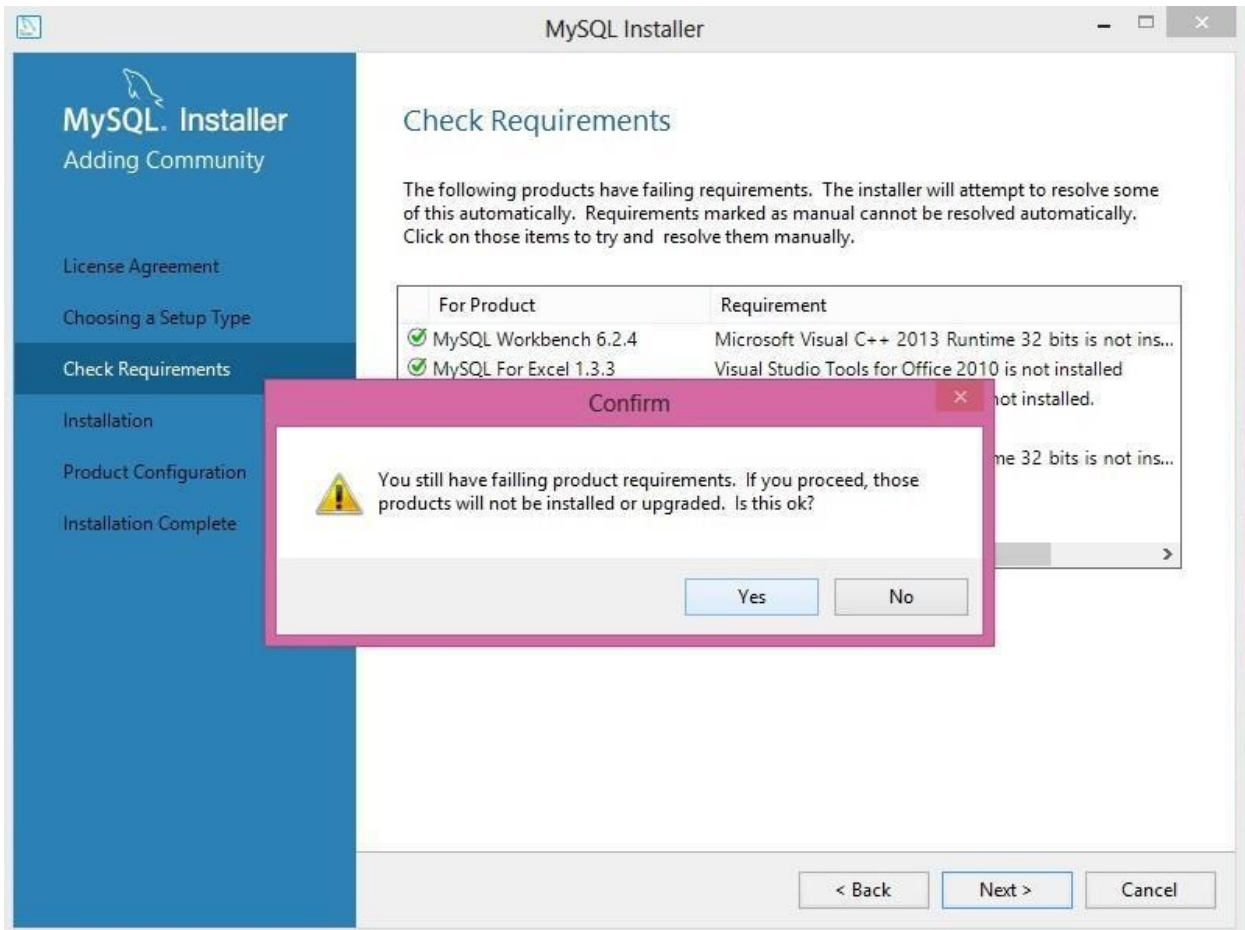 MySQL Installer
MySQL. Installer
Adding Community
License Agreement
Choosing a Setup Type
Check Requirements
Installation
Product Configuration
Installation Complete
Check Requirements
The following products have failing requirements. The installer will attempt to resolve some
of this automatically. Requirements marked as manual cannot be resolved automatically.
Click on those items to try and resolve them manually.
For Product Requirement
MySQL Workbench 6.2.4 Microsoft Visual C++ 2013 Runtime 32 bits is not ins...
MySQL For Excel 1.3.3 Visual Studio Tools for Office 2010 is not installed
not installed.
32 bits is not ins...
Confirm
You still have failling product requirements. If you proceed, those
products will not be installed or upgraded. Is this ok?
Yes No
< Back Next > Cancel